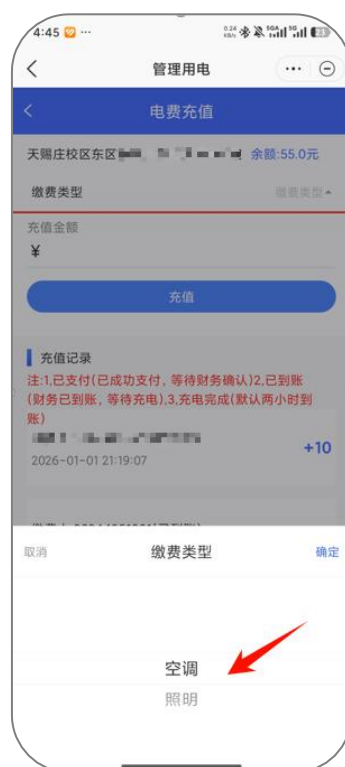 4:45
管理用电
电费充值
天赐庄校区东区
余额:55.0元
缴费类型
缴费类型
充值金额
¥
充值
充值记录
注:1,已支付(已成功支付，等待财务确认)2,已到账
(财务已到账，等待充电),3,充电完成(默认两小时到
账)
+10
2026-01-01 21:19:07
取消
缴费类型
确定
空调
照明